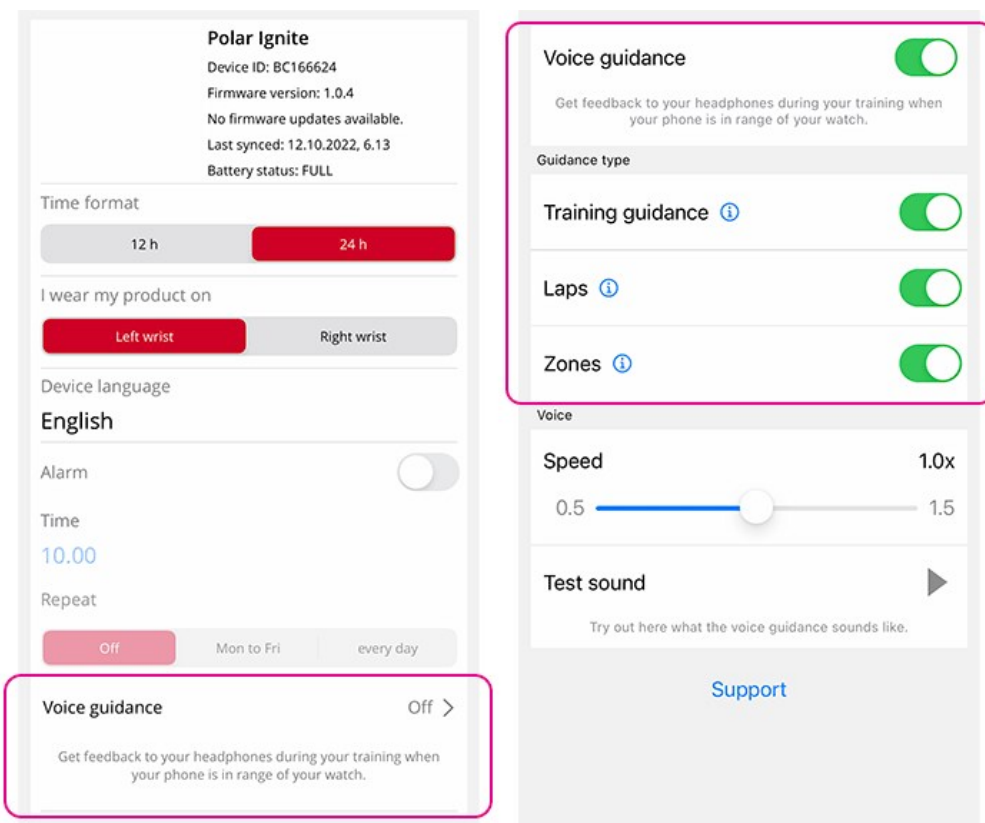 Polar Ignite
Device ID: BC166624
Firmware version: 1.0.4
No firmware updates available.
Last synced: 12.10.2022, 6.13
Battery status: FULL
Time format
12 h
24 h
I wear my product on
Left wrist
Right wrist
Device language
English
Alarm
Time
10.00
Repeat
Off
Mon to Fri
every day
Voice guidance
Off
Get feedback to your headphones during your training when
your phone is in range of your watch.
Voice guidance
Get feedback to your headphones during your training when
your phone is in range of your watch.
Guidance type
Training guidance
Laps
Zones
Voice
Speed
1.0x
0.5
1.5
Test sound
Try out here what the voice guidance sounds like.
Support